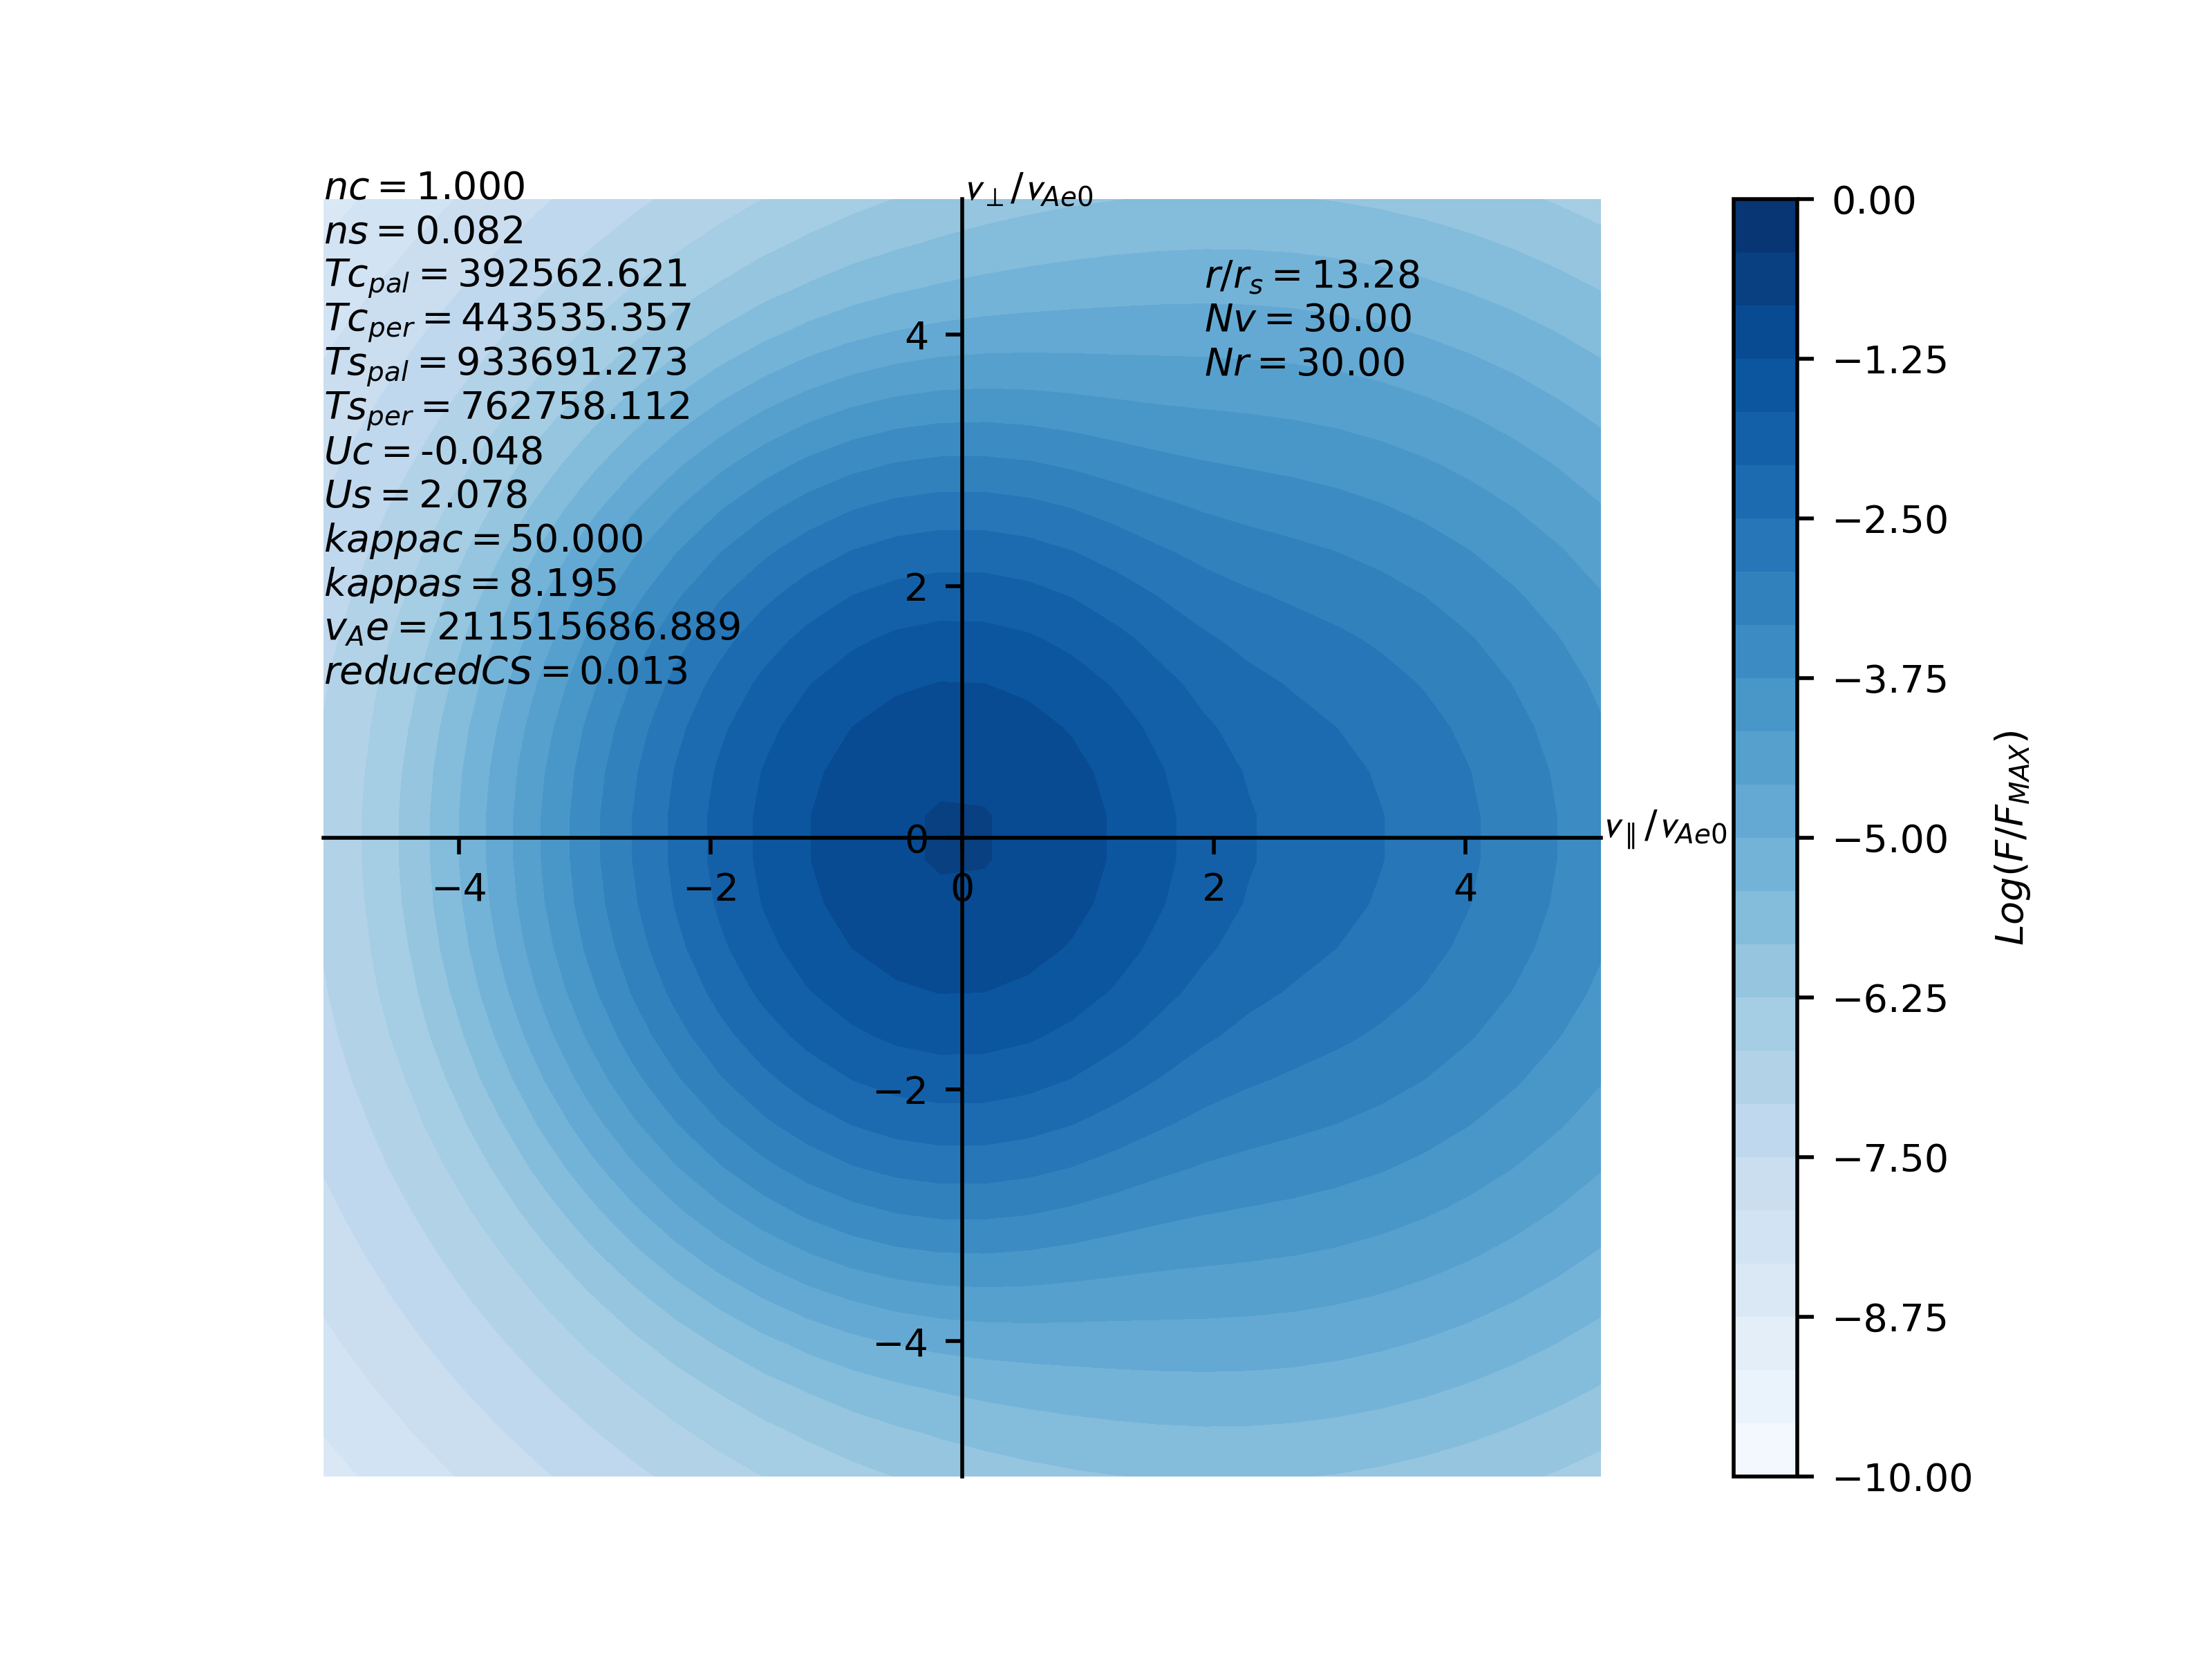 nc = 1.000
ns = 0.082
Tc_pal = 392562.621
Tc_per = 443535.357
Ts_pal = 933691.273
Ts_per = 762758.112
Uc = -0.048
Us = 2.078
kappac = 50.000
kappas = 8.195
v_Ae = 211515686.889
reducedCS = 0.013
v⊥/v_Ae0
r/r_s = 13.28
Nv = 30.00
Nr = 30.00
4
2
0
−2
−4
−4
−2
0
2
4
v∥/v_Ae0
0.00
−1.25
−2.50
−3.75
−5.00
−6.25
−7.50
−8.75
−10.00
Log(F/F_MAX)